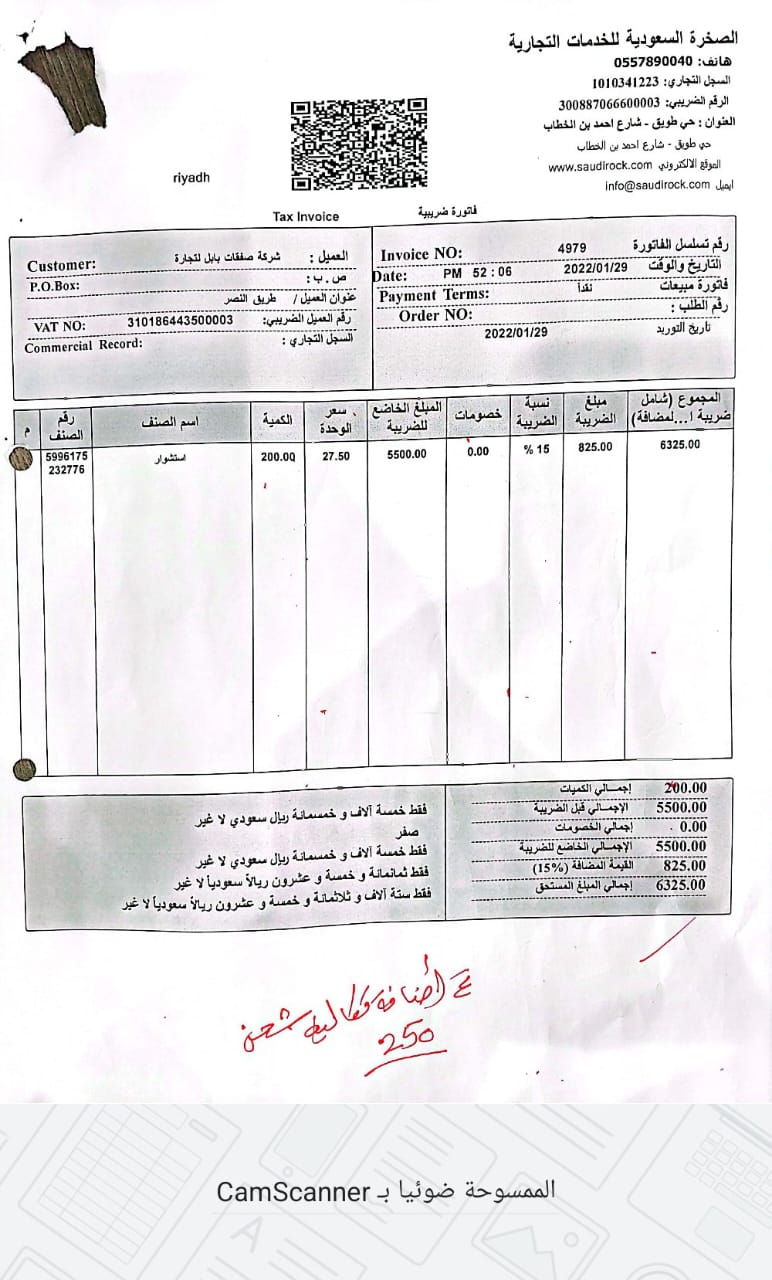 الصخرة السعودية للخدمات التجارية
هاتف: 0557890040
السجل التجاري: 1010341223
الرقم الضريبي: 300887066600003
العنوان : حي طويق - شارع احمد بن الخطاب
حي طويق - شارع احمد بن الخطاب
الموقع الالكتروني www.saudirock.com
ايميل info@saudirock.com
riyadh
Tax Invoice فاتورة ضريبية
Customer: شركة صفقات بابل لتجارة العميل :
P.O.Box: ص . ب :
عنوان العميل / طريق النصر
VAT NO: 310186443500003 رقم العميل الضريبي:
Commercial Record: السجل التجاري :
Invoice NO: 4979 رقم تسلسل الفاتورة
Date: PM 52 : 06 2022/01/29 التاريخ والوقت
Payment Terms: نقداً فاتورة مبيعات
Order NO: رقم الطلب :
2022/01/29 تاريخ التوريد
م رقم الصنف اسم الصنف الكمية سعر الوحدة المبلغ الخاضع للضريبة خصومات نسبة الضريبة مبلغ الضريبة المجموع (شامل ضريبة ا...لمضافة)
5996175 استشوار 200.00 27.50 5500.00 0.00 % 15 825.00 6325.00
232776
إجمالي الكميات 200.00
فقط خمسة آلاف و خمسمائة ريال سعودي لا غير الإجمالي قبل الضريبة 5500.00
صفر إجمالي الخصومات 0.00
فقط خمسة آلاف و خمسمائة ريال سعودي لا غير الإجمالي الخاضع للضريبة 5500.00
فقط ثمانمائة و خمسة و عشرون ريالاً سعودياً لا غير القيمة المضافة (15%) 825.00
فقط ستة آلاف و ثلاثمائة و خمسة و عشرون ريالاً سعودياً لا غير إجمالي المبلغ المستحق 6325.00
أضافة تكاليف شحن
250
الممسوحة ضوئيا بـ CamScanner